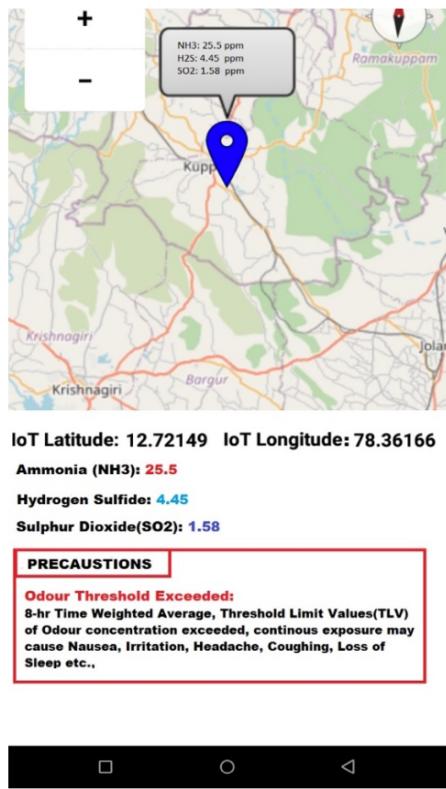 +
NH3: 25.5 ppm
H2S: 4.45 ppm
SO2: 1.58 ppm
Ramakuppam
−
Kupp
Krishnagiri
Jolar
Bargur
Krishnagiri
IoT Latitude: 12.72149 IoT Longitude: 78.36166
Ammonia (NH3): 25.5
Hydrogen Sulfide: 4.45
Sulphur Dioxide(SO2): 1.58
PRECAUSTIONS
Odour Threshold Exceeded:
8-hr Time Weighted Average, Threshold Limit Values(TLV)
of Odour concentration exceeded, continous exposure may
cause Nausea, Irritation, Headache, Coughing, Loss of
Sleep etc.,